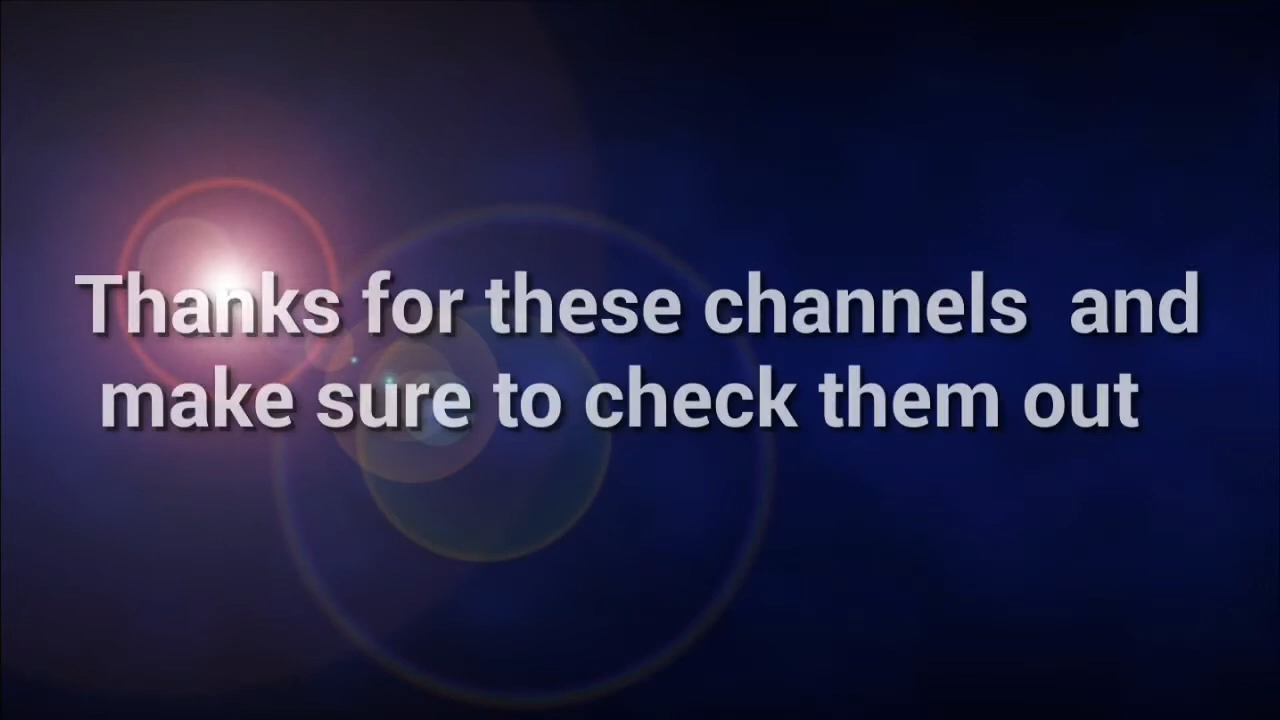 Thanks for these channels  and
make sure to check them out